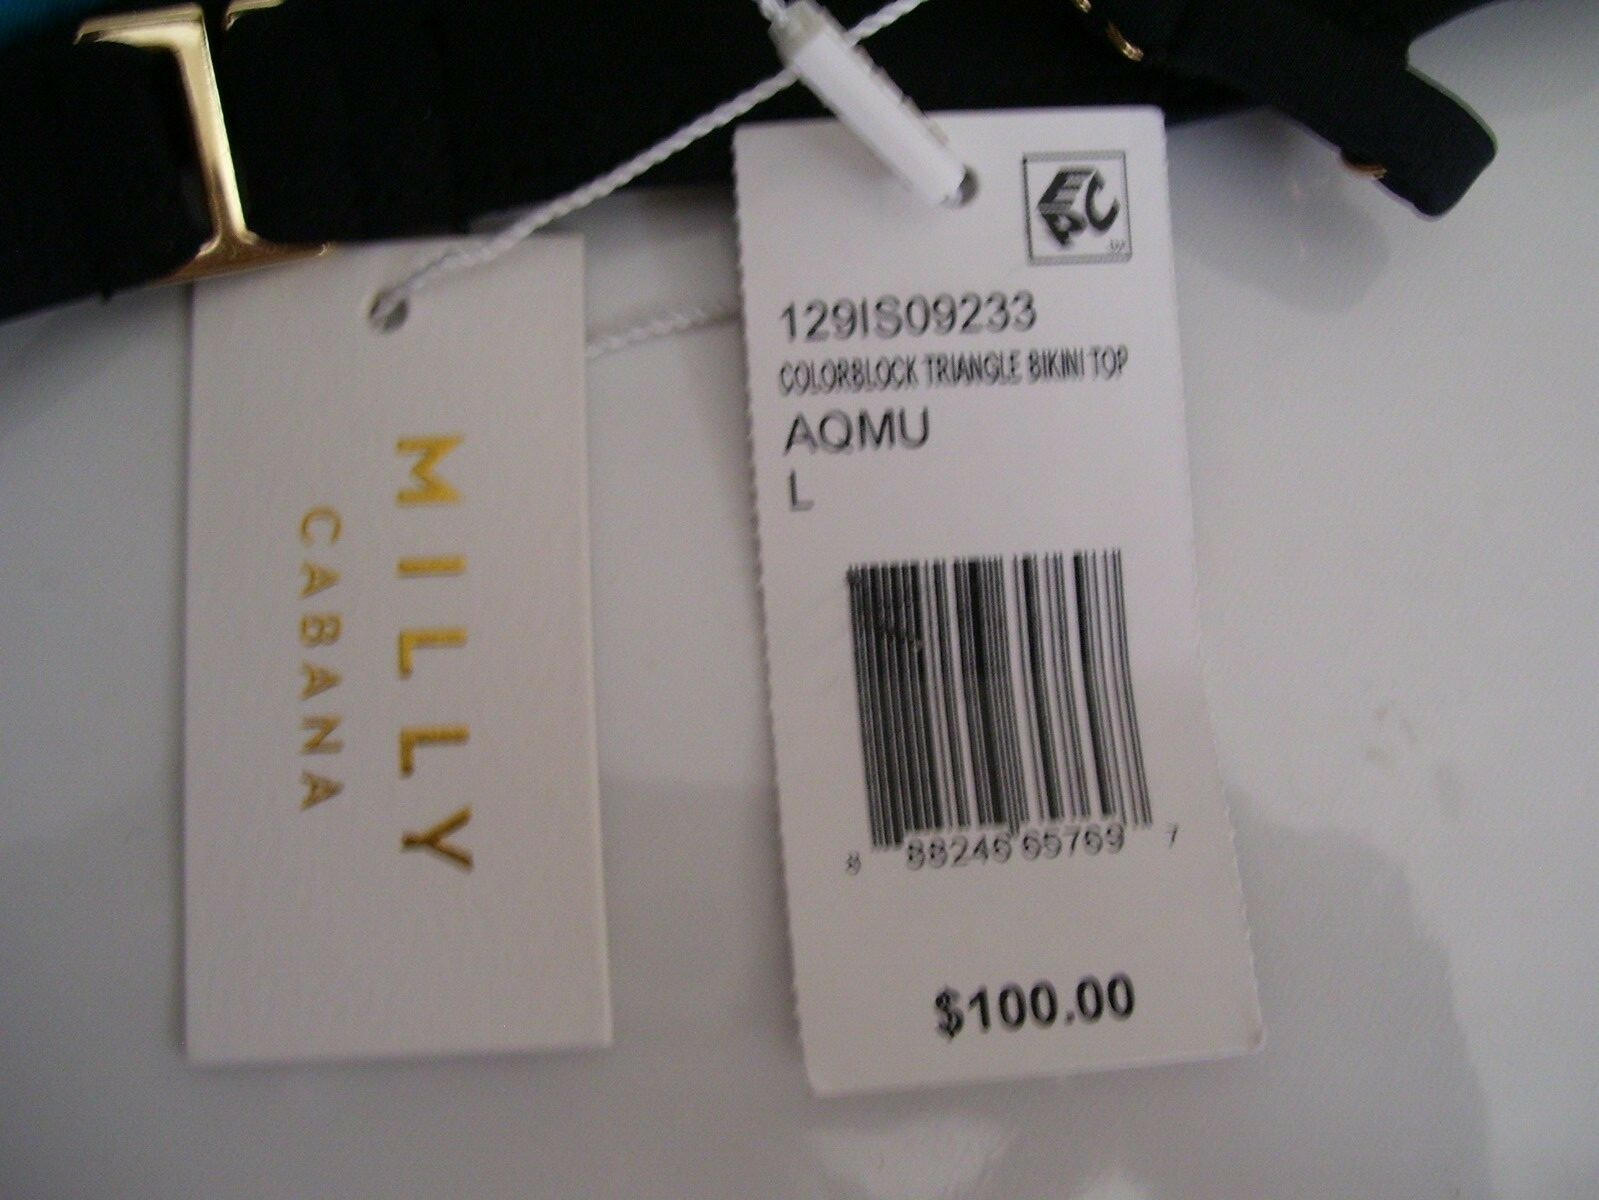 MILLY
CABANA
129IS09233
COLORBLOCK TRIANGLE BIKINI TOP
AQMU
L
8 88246 65769 7
$100.00